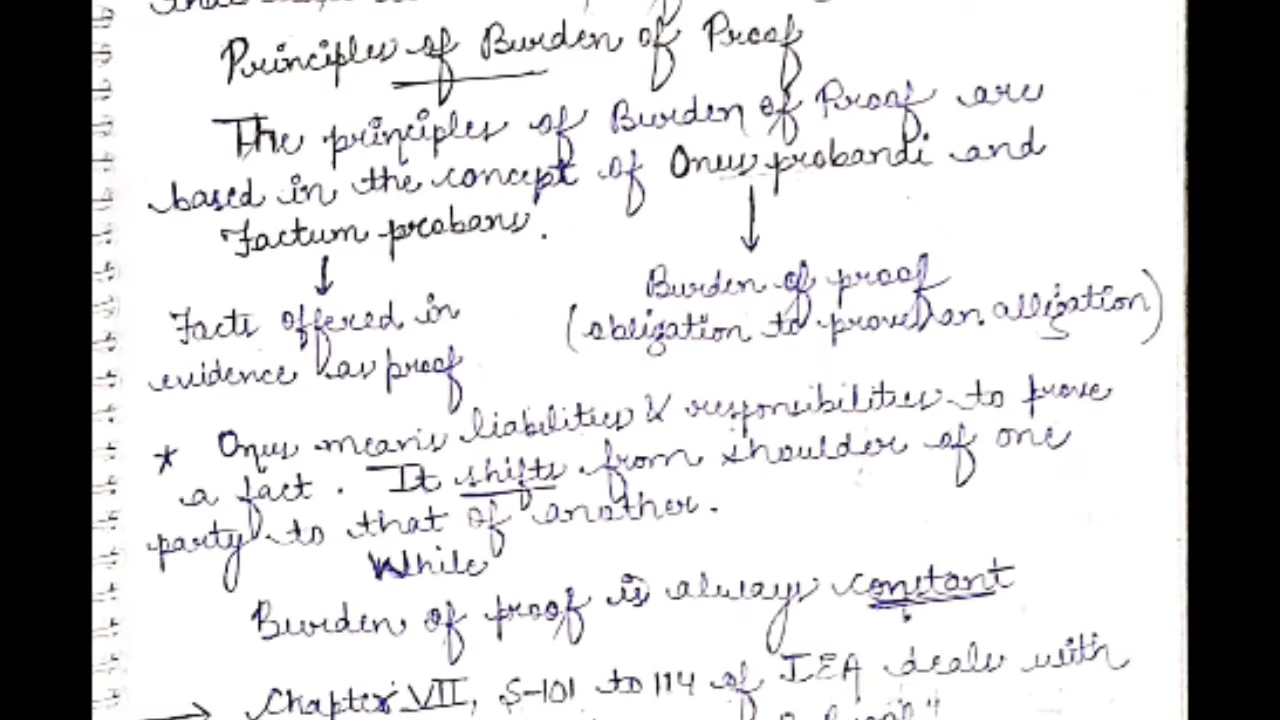 Principles of Burden of Proof
The principles of Burden of Proof are
based in the concept of Onus probandi and
Factum probans.
Burden of proof
(obligation to prove an allegation)
Facts offered in
evidence as proof
* Onus means liabilities & responsibilities to prove
a fact. It shifts from shoulder of one
party to that of another.
While
Burden of proof is always constant
Chapter VII, S-101 to 114 of IEA deals with